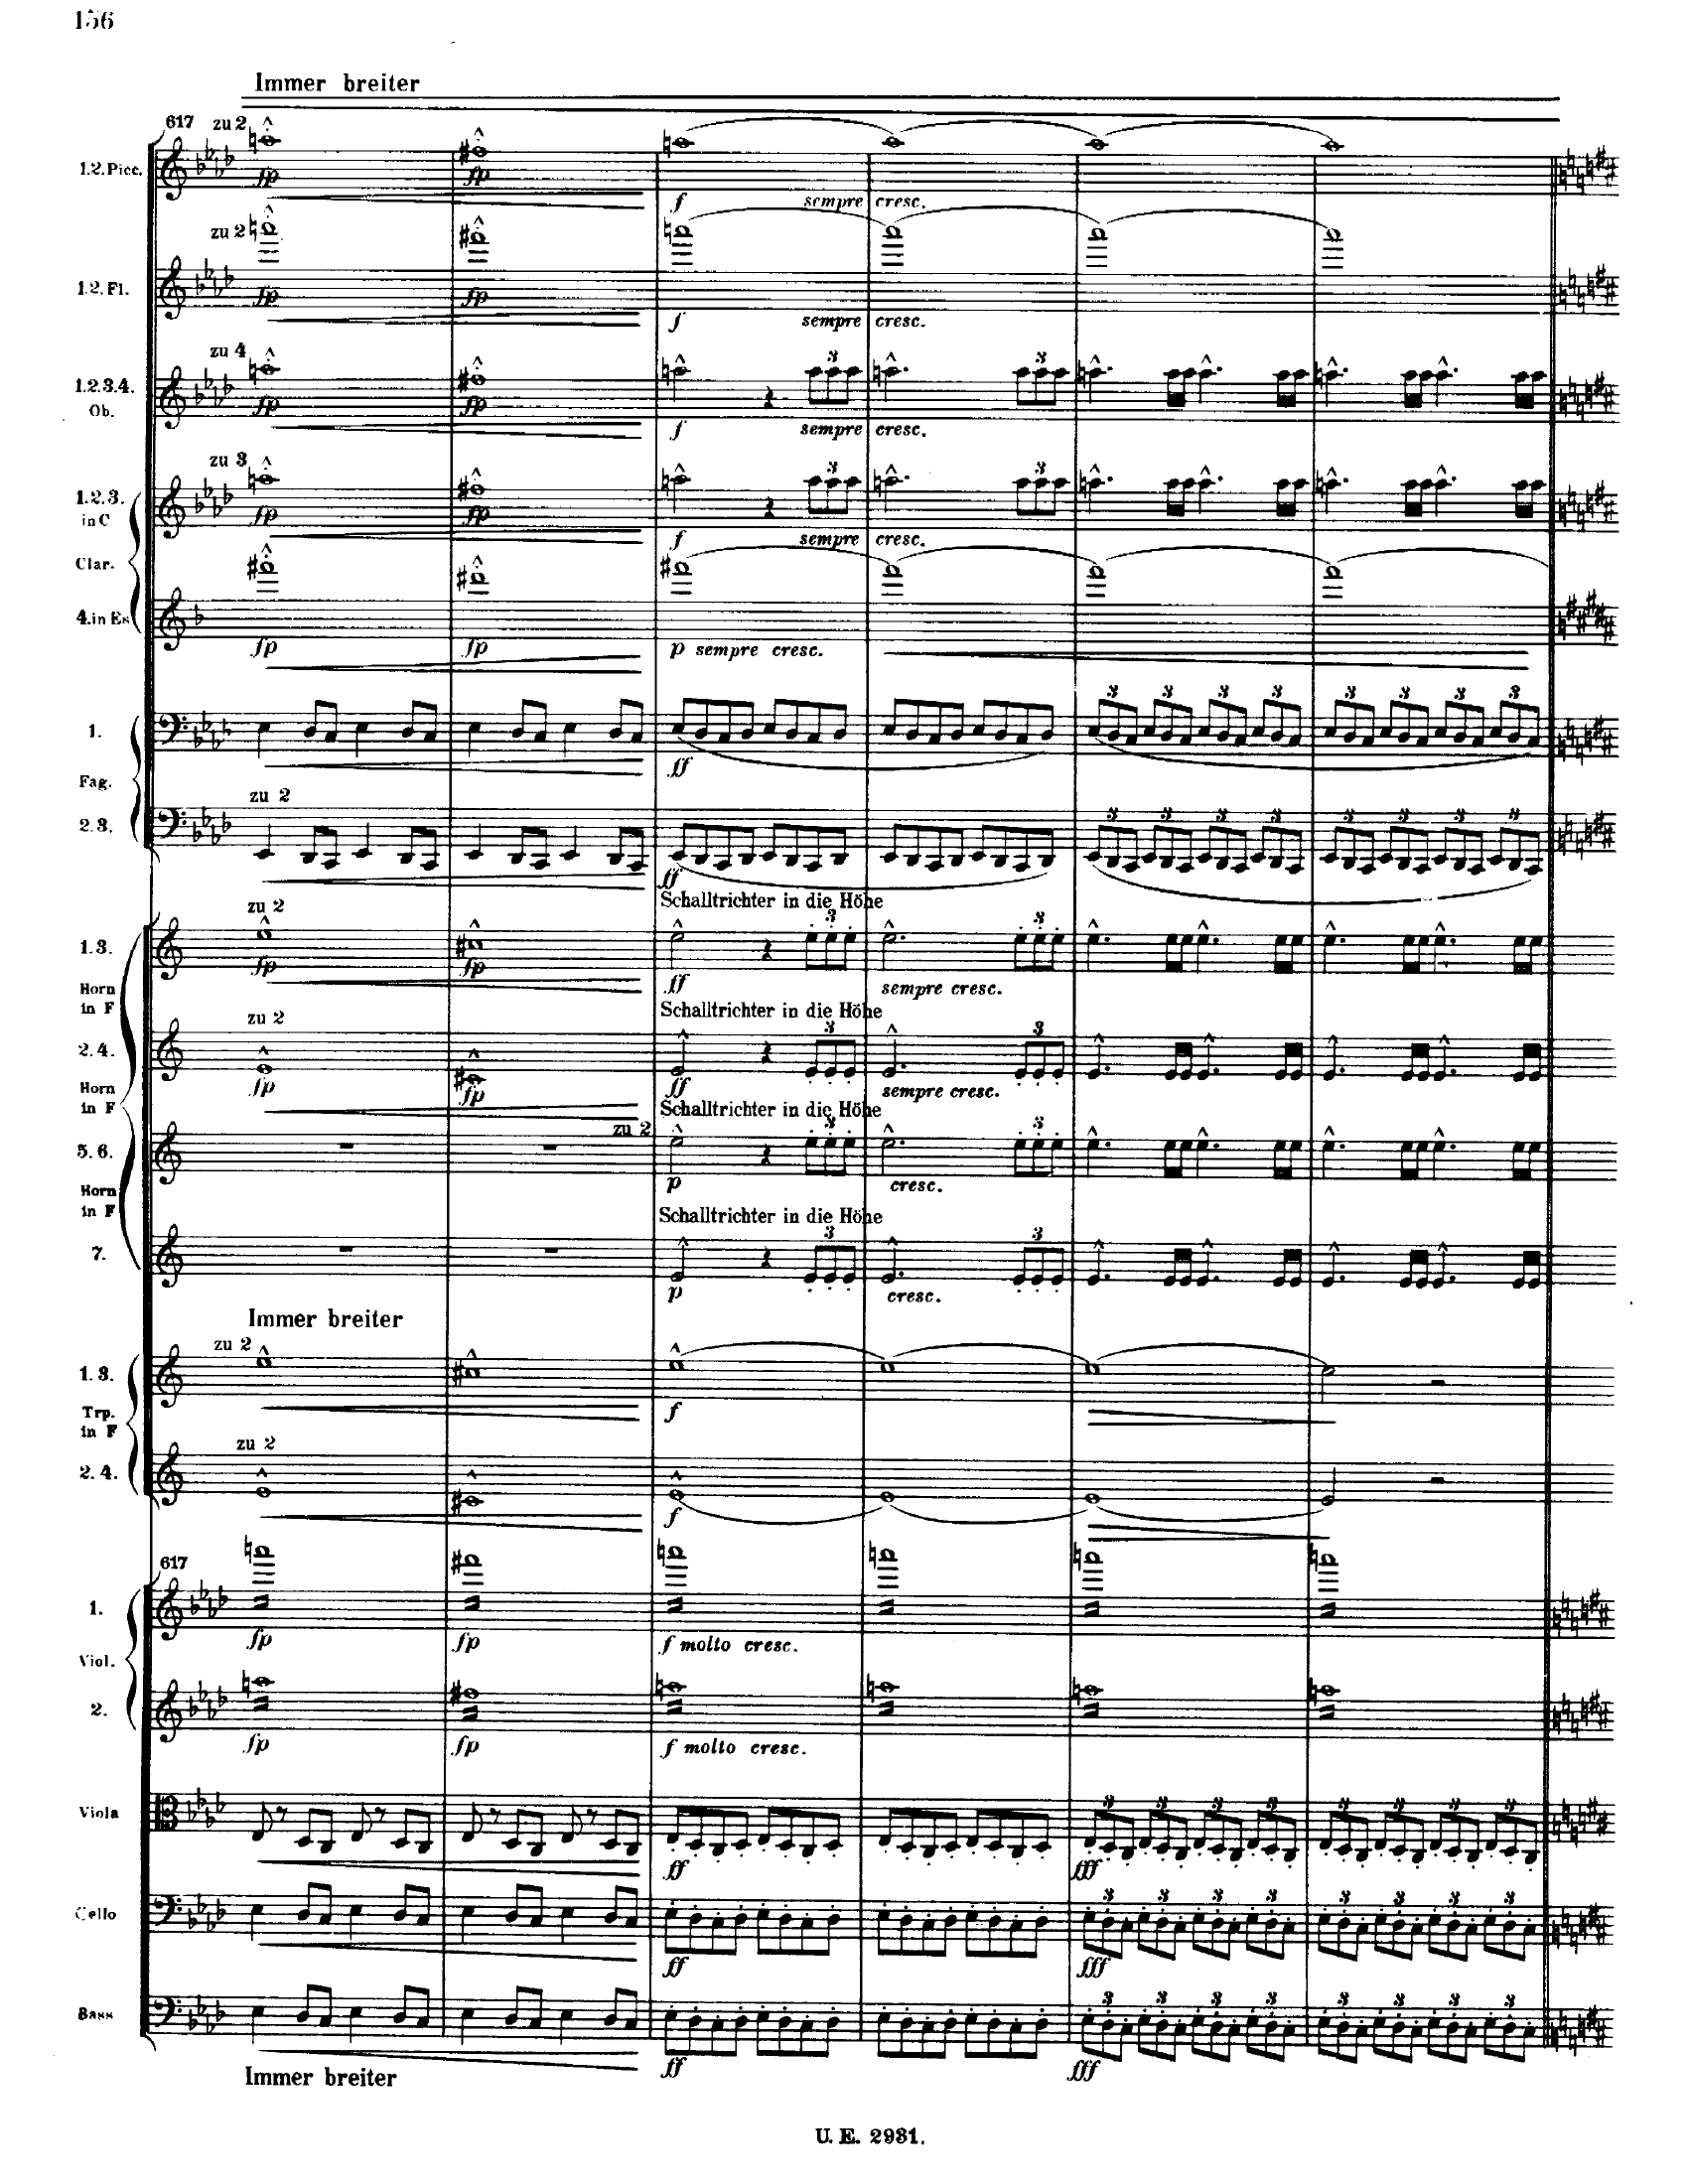 156
Immer breiter
617 zu 2
1.2. Picc.
fp fp f sempre cresc.
zu 2
1.2. Fl.
fp fp f sempre cresc.
zu 4
1.2.3.4.
Ob.
3 3
fp fp f sempre cresc.
zu 3
1.2.3.
in C
3 3
fp fp f sempre cresc.
Clar.
4. in Es
fp fp p sempre cresc.
1.
3 3 3 3 3 3 3 3
ff
Fag.
zu 2
2.3.
3 3 3 3 3 3 3 3
ff
Schalltrichter in die Höhe
zu 2
1.3.
3 3
fp fp ff sempre cresc.
Horn
in F
Schalltrichter in die Höhe
zu 2
2.4.
3 3
fp fp ff sempre cresc.
Horn
in F
Schalltrichter in die Höhe
zu 2
5.6.
3 3
p cresc.
Horn
in F
Schalltrichter in die Höhe
7.
3 3
p cresc.
Immer breiter
zu 2
1.3.
f
Trp.
in F
zu 2
2.4.
f
617
1.
fp fp f molto cresc.
Viol.
2.
fp fp f molto cresc.
Viola
3 3 3 3 3 3 3 3
ff fff
Cello
3 3 3 3 3 3 3 3
ff fff
Bass
3 3 3 3 3 3 3 3
ff fff
Immer breiter
U. E. 2931.